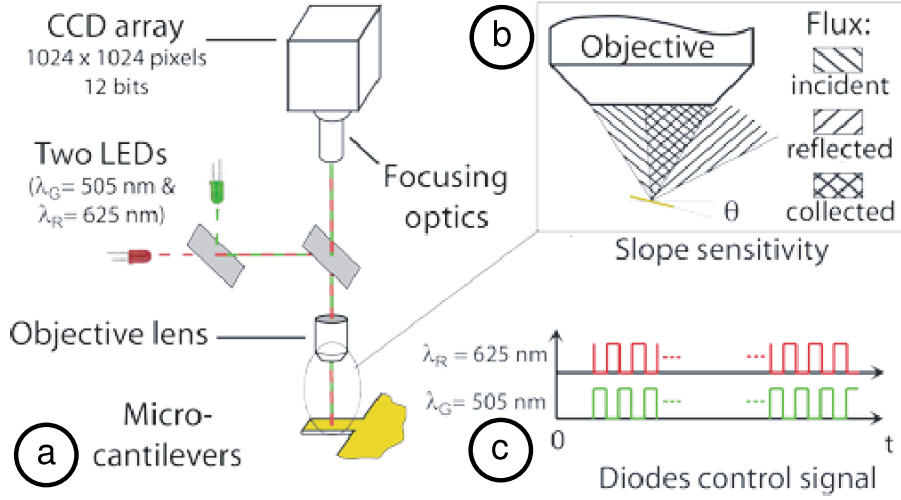 CCD array
1024 x 1024 pixels
12 bits
Two LEDs
(λG= 505 nm &
λR= 625 nm)
Focusing
optics
Objective lens
Micro-
cantilevers
a
b
Objective
Flux:
incident
reflected
collected
θ
Slope sensitivity
λR = 625 nm
λG= 505 nm
0
t
c
Diodes control signal